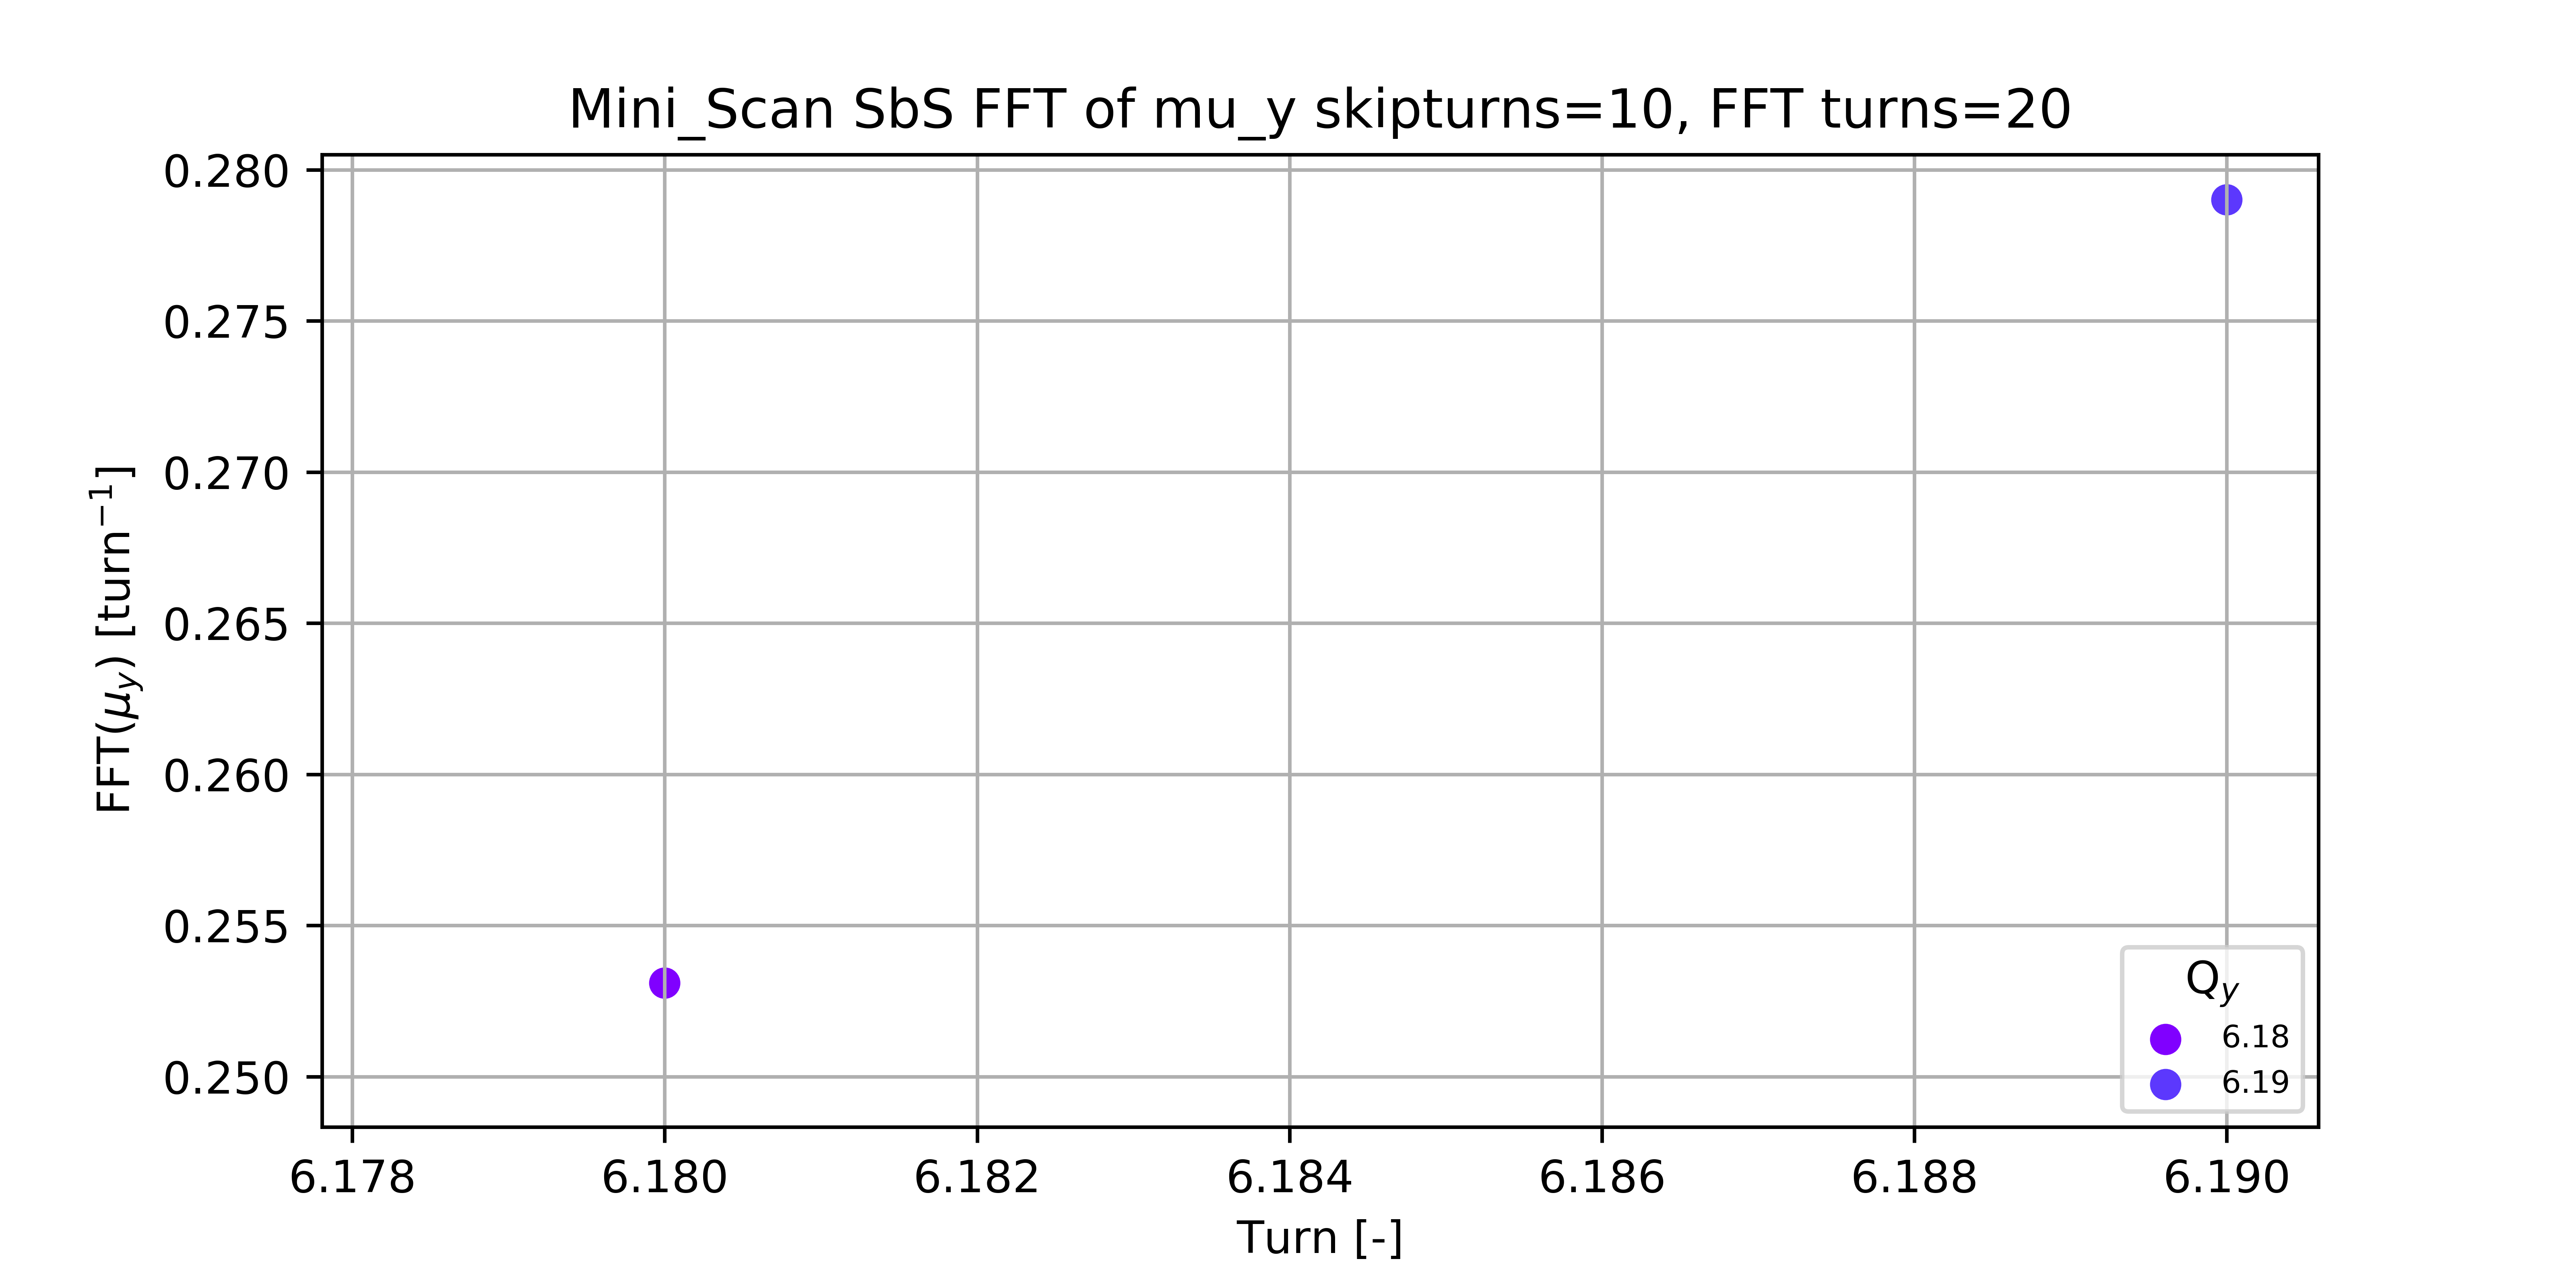 Mini_Scan SbS FFT of mu_y skipturns=10, FFT turns=20
FFT(μy) [turn−1]
0.280
0.275
0.270
0.265
0.260
0.255
0.250
Qy
6.18
6.19
6.178 6.180 6.182 6.184 6.186 6.188 6.190
Turn [-]